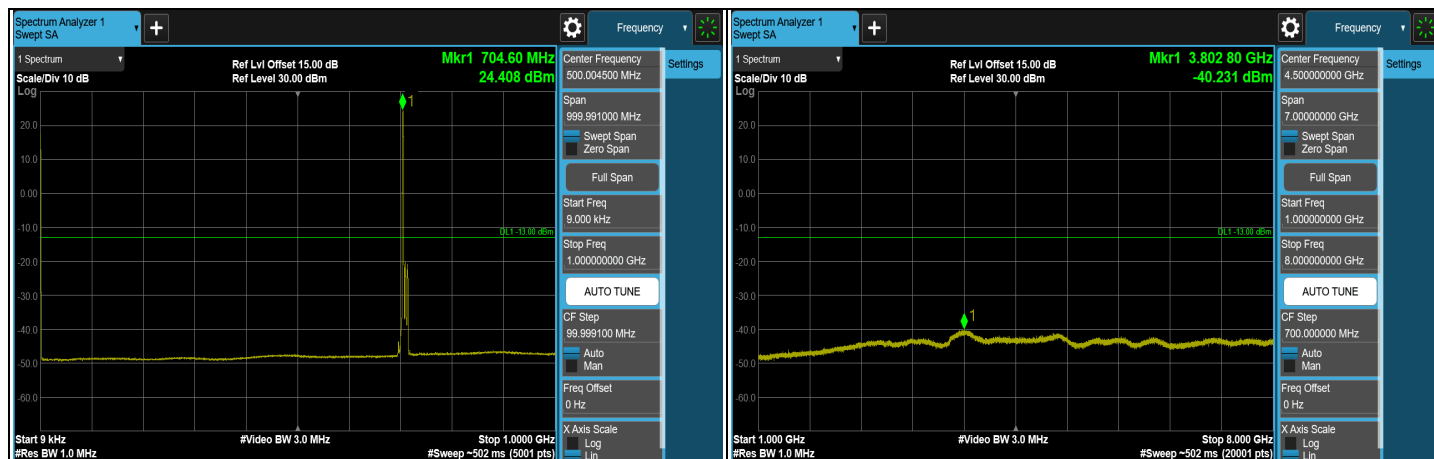 Spectrum Analyzer 1
Swept SA
+
Frequency
1 Spectrum
Scale/Div 10 dB
Log
Ref Lvl Offset 15.00 dB
Ref Level 30.00 dBm
Mkr1 704.60 MHz
24.408 dBm
1
20.0
10.0
0.00
-10.0
-20.0
-30.0
-40.0
-50.0
-60.0
DL1 -13.00 dBm
Start 9 kHz
#Res BW 1.0 MHz
#Video BW 3.0 MHz
Stop 1.0000 GHz
#Sweep ~502 ms (5001 pts)
Center Frequency
500.004500 MHz
Settings
Span
999.991000 MHz
Swept Span
Zero Span
Full Span
Start Freq
9.000 kHz
Stop Freq
1.000000000 GHz
AUTO TUNE
CF Step
99.999100 MHz
Auto
Man
Freq Offset
0 Hz
X Axis Scale
Log
Lin
Spectrum Analyzer 1
Swept SA
+
Frequency
1 Spectrum
Scale/Div 10 dB
Log
Ref Lvl Offset 15.00 dB
Ref Level 30.00 dBm
Mkr1 3.802 80 GHz
-40.231 dBm
1
20.0
10.0
0.00
-10.0
-20.0
-30.0
-40.0
-50.0
-60.0
DL1 -13.00 dBm
Start 1.000 GHz
#Res BW 1.0 MHz
#Video BW 3.0 MHz
Stop 8.000 GHz
#Sweep ~502 ms (20001 pts)
Center Frequency
4.500000000 GHz
Settings
Span
7.00000000 GHz
Swept Span
Zero Span
Full Span
Start Freq
1.000000000 GHz
Stop Freq
8.000000000 GHz
AUTO TUNE
CF Step
700.000000 MHz
Auto
Man
Freq Offset
0 Hz
X Axis Scale
Log
Lin